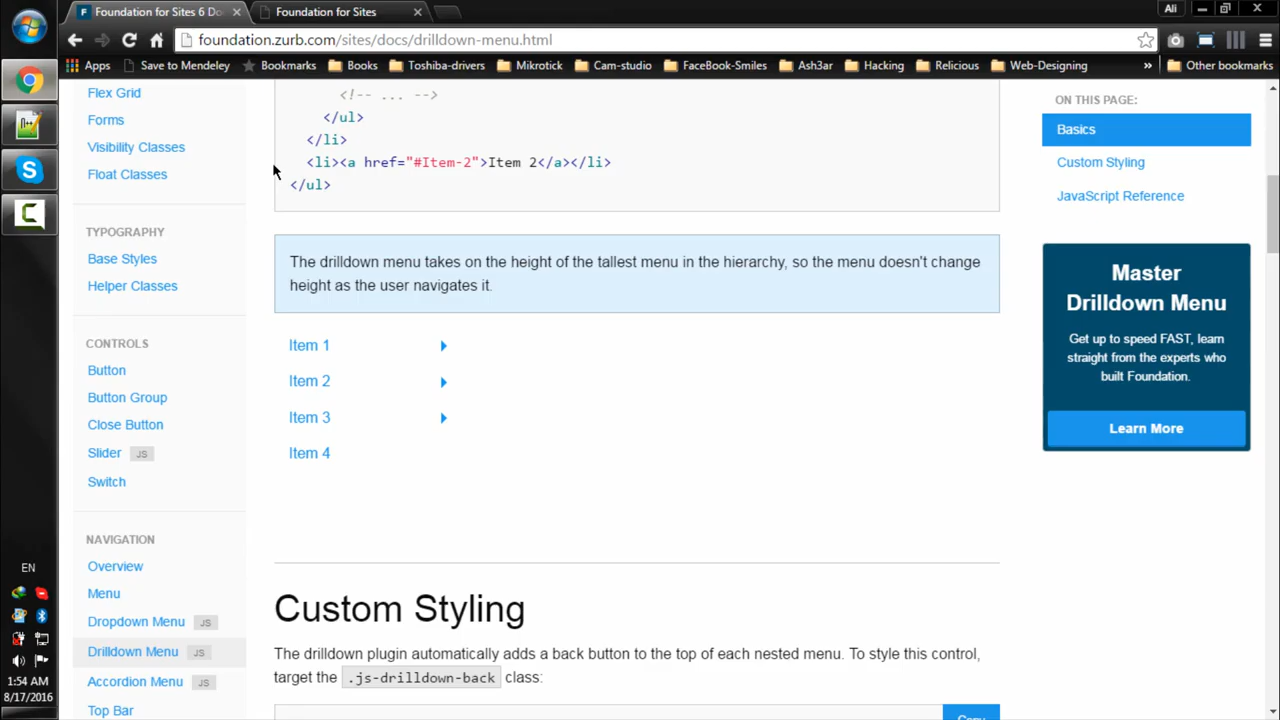 Foundation for Sites 6 Do
Foundation for Sites
Ali
foundation.zurb.com/sites/docs/drilldown-menu.html
Apps
Save to Mendeley
Bookmarks
Books
Toshiba-drivers
Mikrotick
Cam-studio
FaceBook-Smiles
Ash3ar
Hacking
Relicious
Web-Designing
»
Other bookmarks
Flex Grid
Forms
Visibility Classes
Float Classes
TYPOGRAPHY
Base Styles
Helper Classes
CONTROLS
Button
Button Group
Close Button
Slider JS
Switch
NAVIGATION
Overview
Menu
Dropdown Menu JS
Drilldown Menu JS
Accordion Menu JS
Top Bar
<!-- ... -->
</ul>
</li>
<li><a href="#Item-2">Item 2</a></li>
</ul>
The drilldown menu takes on the height of the tallest menu in the hierarchy, so the menu doesn't change
height as the user navigates it.
Item 1
Item 2
Item 3
Item 4
Custom Styling
The drilldown plugin automatically adds a back button to the top of each nested menu. To style this control,
target the .js-drilldown-back class:
Copy
ON THIS PAGE:
Basics
Custom Styling
JavaScript Reference
Master
Drilldown Menu
Get up to speed FAST, learn
straight from the experts who
built Foundation.
Learn More
EN
1:54 AM
8/17/2016